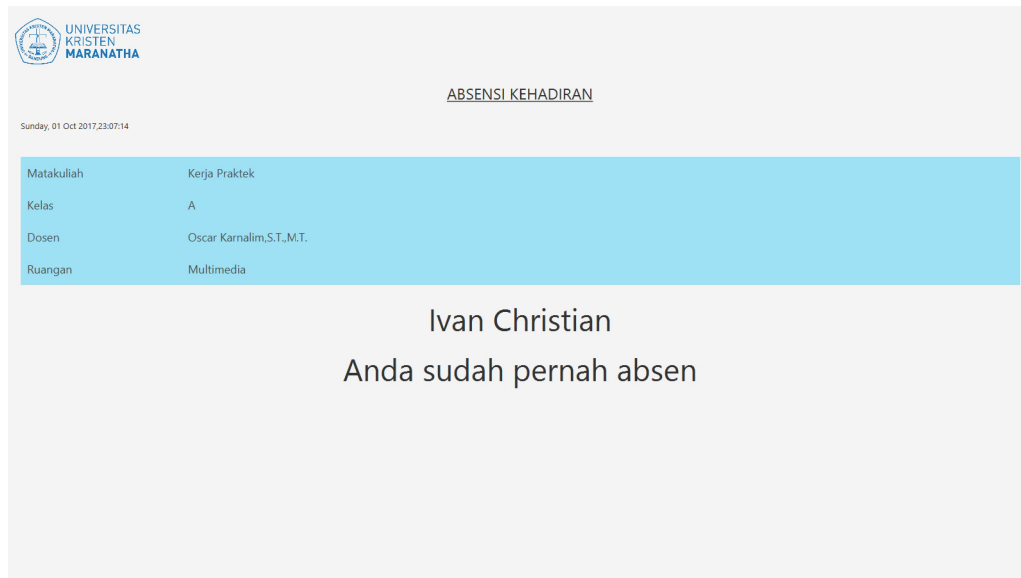 UNIVERSITAS
KRISTEN
MARANATHA
ABSENSI KEHADIRAN
Sunday, 01 Oct 2017,23:07:14
Matakuliah Kerja Praktek
Kelas A
Dosen Oscar Karnalim,S.T.,M.T.
Ruangan Multimedia
Ivan Christian
Anda sudah pernah absen